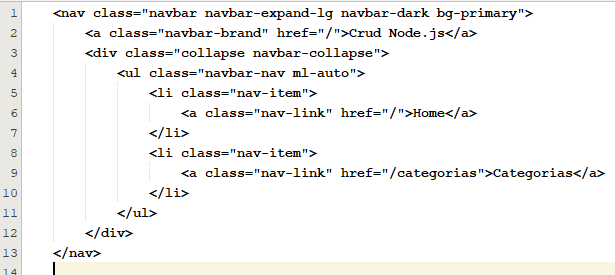 1 <nav class="navbar navbar-expand-lg navbar-dark bg-primary">
2 <a class="navbar-brand" href="/">Crud Node.js</a>
3 <div class="collapse navbar-collapse">
4 <ul class="navbar-nav ml-auto">
5 <li class="nav-item">
6 <a class="nav-link" href="/">Home</a>
7 </li>
8 <li class="nav-item">
9 <a class="nav-link" href="/categorias">Categorias</a>
10 </li>
11 </ul>
12 </div>
13 </nav>
14